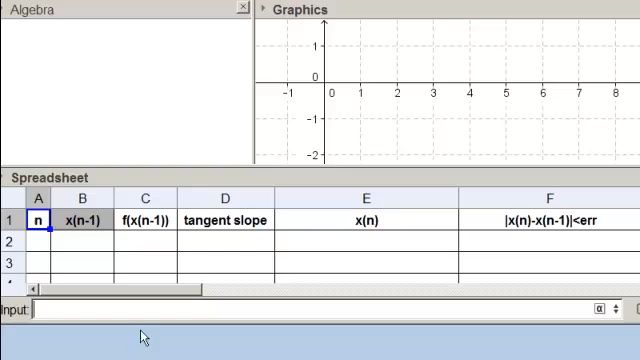 Algebra
Graphics
1
0
-1
-2
-1 0 1 2 3 4 5 6 7 8
Spreadsheet
A B C D E F
1 n x(n-1) f(x(n-1)) tangent slope x(n) |x(n)-x(n-1)|<err
2
3
Input: α